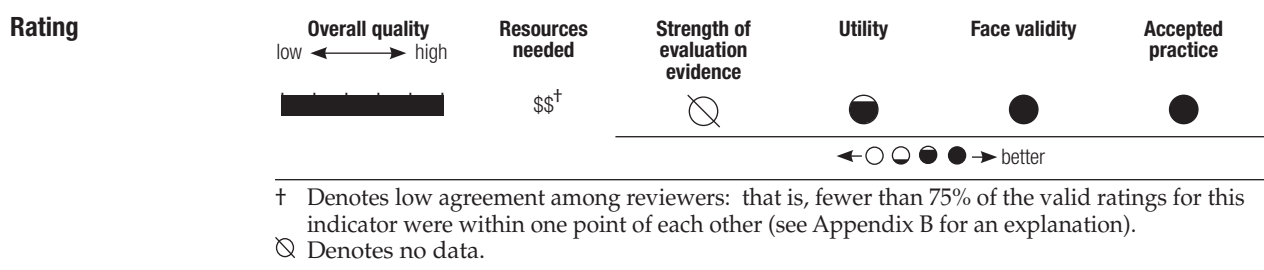 Rating
Overall quality
low high
Resources
needed
Strength of
evaluation
evidence
Utility
Face validity
Accepted
practice
$$†
better
† Denotes low agreement among reviewers: that is, fewer than 75% of the valid ratings for this
indicator were within one point of each other (see Appendix B for an explanation).
Denotes no data.